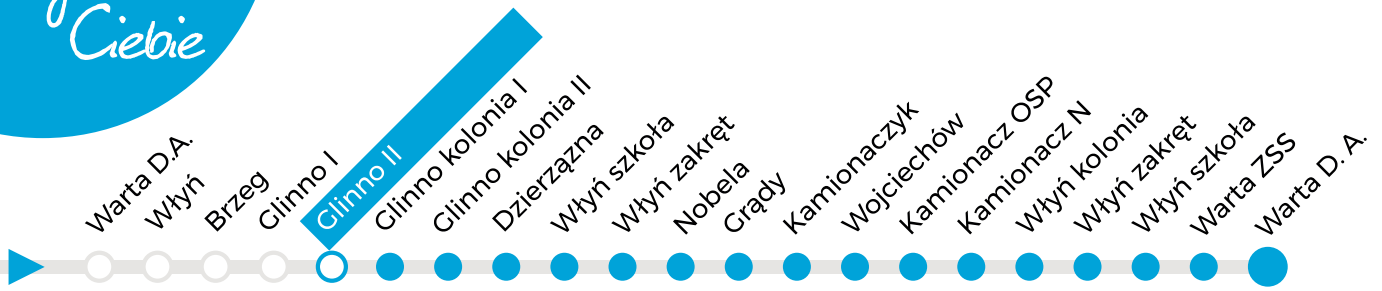 Ciebie
Warta D.A.
Włyń
Brzeg
Glinno I
Glinno II
Glinno kolonia I
Glinno kolonia II
Dzierzązna
Włyń szkoła
Włyń zakręt
Nobela
Grądy
Kamionaczyk
Wojciechów
Kamionacz OSP
Kamionacz N
Włyń kolonia
Włyń zakręt
Włyń szkoła
Warta ZSS
Warta D. A.